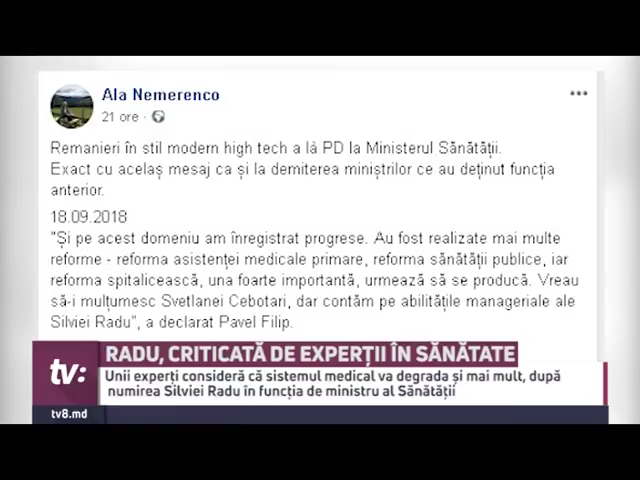 Ala Nemerenco
21 ore
Remanieri în stil modern high tech a là PD la Ministerul Sănătății.
Exact cu acelaș mesaj ca și la demiterea miniștrilor ce au deținut funcția
anterior.
18.09.2018
"Și pe acest domeniu am înregistrat progrese. Au fost realizate mai multe
reforme - reforma asistenței medicale primare, reforma sănătății publice, iar
reforma spitalicească, una foarte importantă, urmează să se producă. Vreau
să-i mulțumesc Svetlanei Cebotari, dar contăm pe abilitățile manageriale ale
Silviei Radu", a declarat Pavel Filip.
tv:
RADU, CRITICATĂ DE EXPERȚII ÎN SĂNĂTATE
Unii experți consideră că sistemul medical va degrada și mai mult, după
numirea Silviei Radu în funcția de ministru al Sănătății
tv8.md